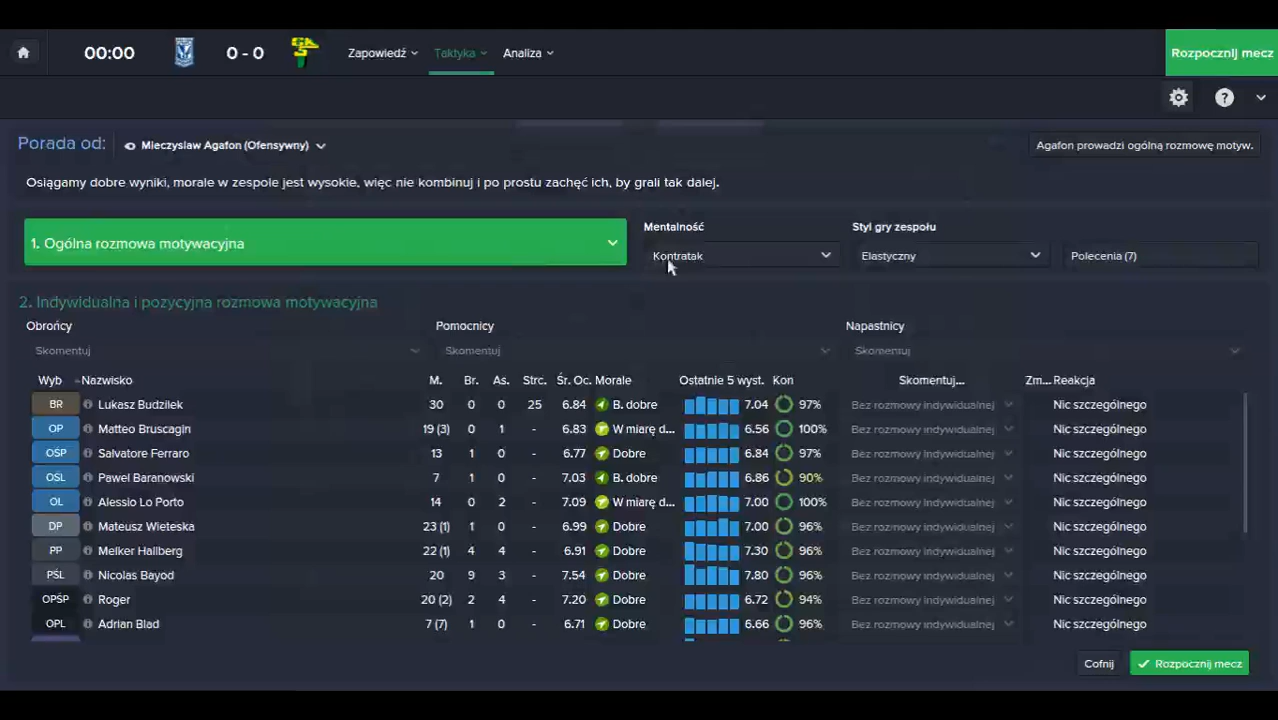 00:00 0 - 0 Zapowiedź Taktyka Analiza Rozpocznij mecz
?
Porada od: Mieczyslaw Agafon (Ofensywny) Agafon prowadzi ogólną rozmowę motyw.
Osiągamy dobre wyniki, morale w zespole jest wysokie, więc nie kombinuj i po prostu zachęć ich, by grali tak dalej.
Mentalność Styl gry zespołu
1. Ogólna rozmowa motywacyjna Kontratak Elastyczny Polecenia (7)
2. Indywidualna i pozycyjna rozmowa motywacyjna
Obrońcy Pomocnicy Napastnicy
Skomentuj Skomentuj Skomentuj
Wyb Nazwisko M. Br. As. Strc. Śr. Oc. Morale Ostatnie 5 wyst. Kon Skomentuj... Zm... Reakcja
BR Lukasz Budzilek 30 0 0 25 6.84 B. dobre 7.04 97% Bez rozmowy indywidualnej Nic szczególnego
OP Matteo Bruscagin 19 (3) 0 1 - 6.83 W miarę d... 6.56 100% Bez rozmowy indywidualnej Nic szczególnego
OŚP Salvatore Ferraro 13 1 0 - 6.77 Dobre 6.84 97% Bez rozmowy indywidualnej Nic szczególnego
OŚL Pawel Baranowski 7 1 0 - 7.03 B. dobre 6.86 90% Bez rozmowy indywidualnej Nic szczególnego
OL Alessio Lo Porto 14 0 2 - 7.09 W miarę d... 7.00 100% Bez rozmowy indywidualnej Nic szczególnego
DP Mateusz Wieteska 23 (1) 1 0 - 6.99 Dobre 7.00 96% Bez rozmowy indywidualnej Nic szczególnego
PP Melker Hallberg 22 (1) 4 4 - 6.91 Dobre 7.30 96% Bez rozmowy indywidualnej Nic szczególnego
PŚL Nicolas Bayod 20 9 3 - 7.54 Dobre 7.80 96% Bez rozmowy indywidualnej Nic szczególnego
OPŚP Roger 20 (2) 2 4 - 7.20 Dobre 6.72 94% Bez rozmowy indywidualnej Nic szczególnego
OPL Adrian Blad 7 (7) 1 0 - 6.71 Dobre 6.66 96% Bez rozmowy indywidualnej Nic szczególnego
Cofnij Rozpocznij mecz